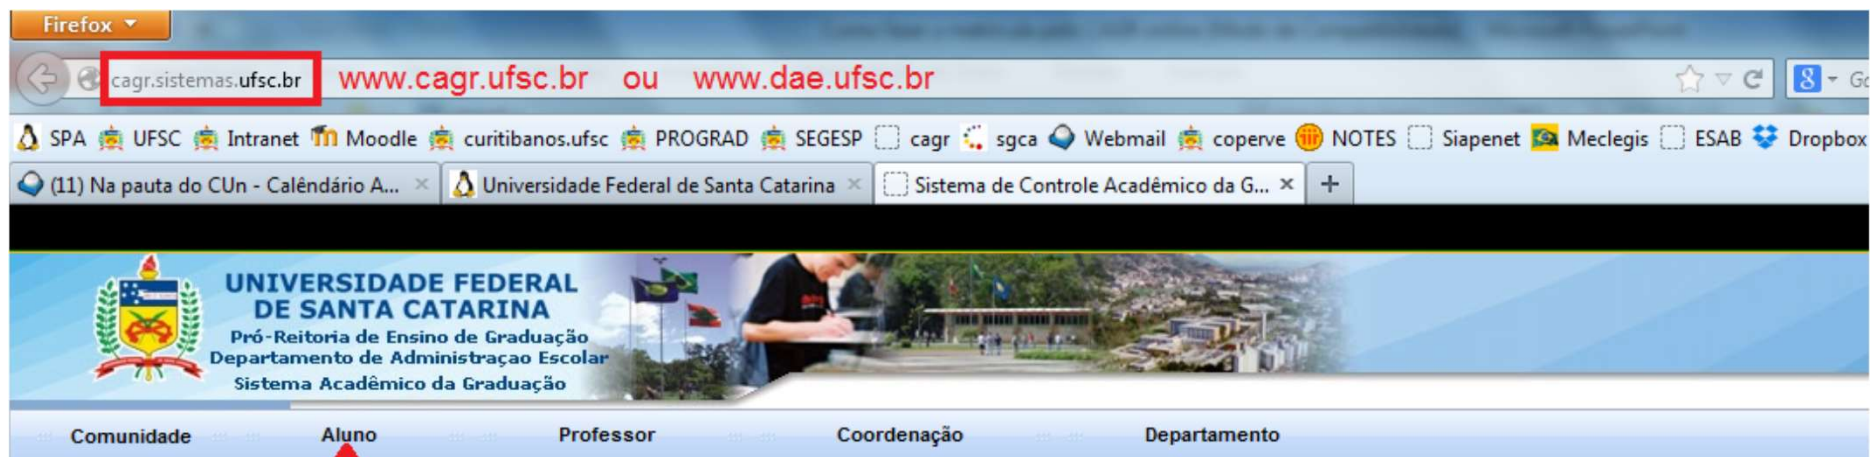 Firefox
cagr.sistemas.ufsc.br www.cagr.ufsc.br ou www.dae.ufsc.br
SPA UFSC Intranet Moodle curitibanos.ufsc PROGRAD SEGESP cagr sgca Webmail coperve NOTES Siapenet Meclegis ESAB Dropbox
(11) Na pauta do CUn - Calêndário A... × Universidade Federal de Santa Catarina × Sistema de Controle Acadêmico da G... × +
UNIVERSIDADE FEDERAL
DE SANTA CATARINA
Pró-Reitoria de Ensino de Graduação
Departamento de Administraçao Escolar
Sistema Acadêmico da Graduação
Comunidade Aluno Professor Coordenação Departamento